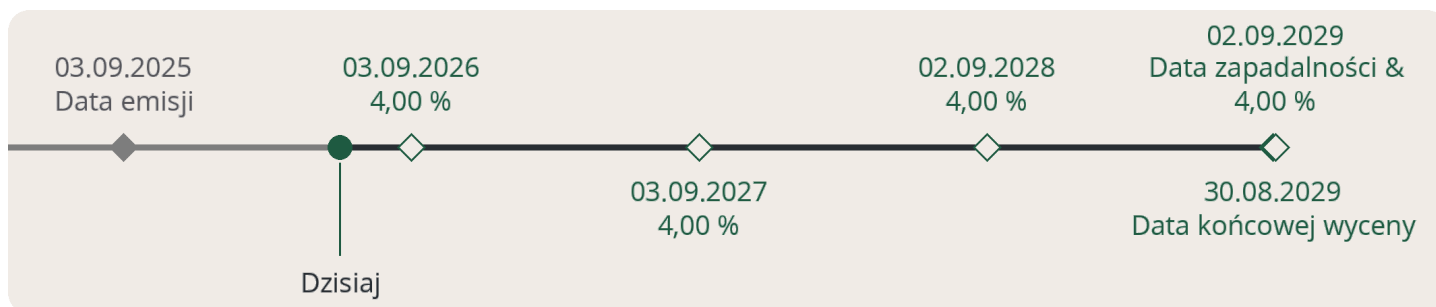 03.09.2025
Data emisji
03.09.2026
4,00 %
02.09.2028
4,00 %
02.09.2029
Data zapadalności &
4,00 %
03.09.2027
4,00 %
30.08.2029
Data końcowej wyceny
Dzisiaj